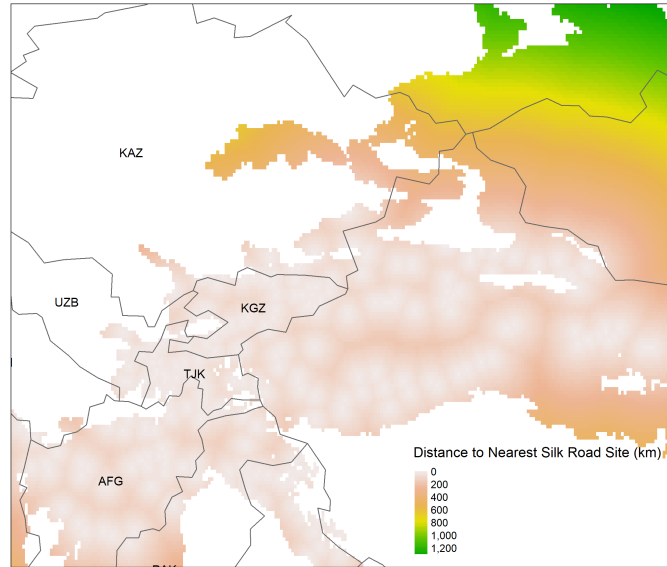 KAZ
UZB
KGZ
TJK
AFG
PAK
Distance to Nearest Silk Road Site (km)
0
200
400
600
800
1,000
1,200